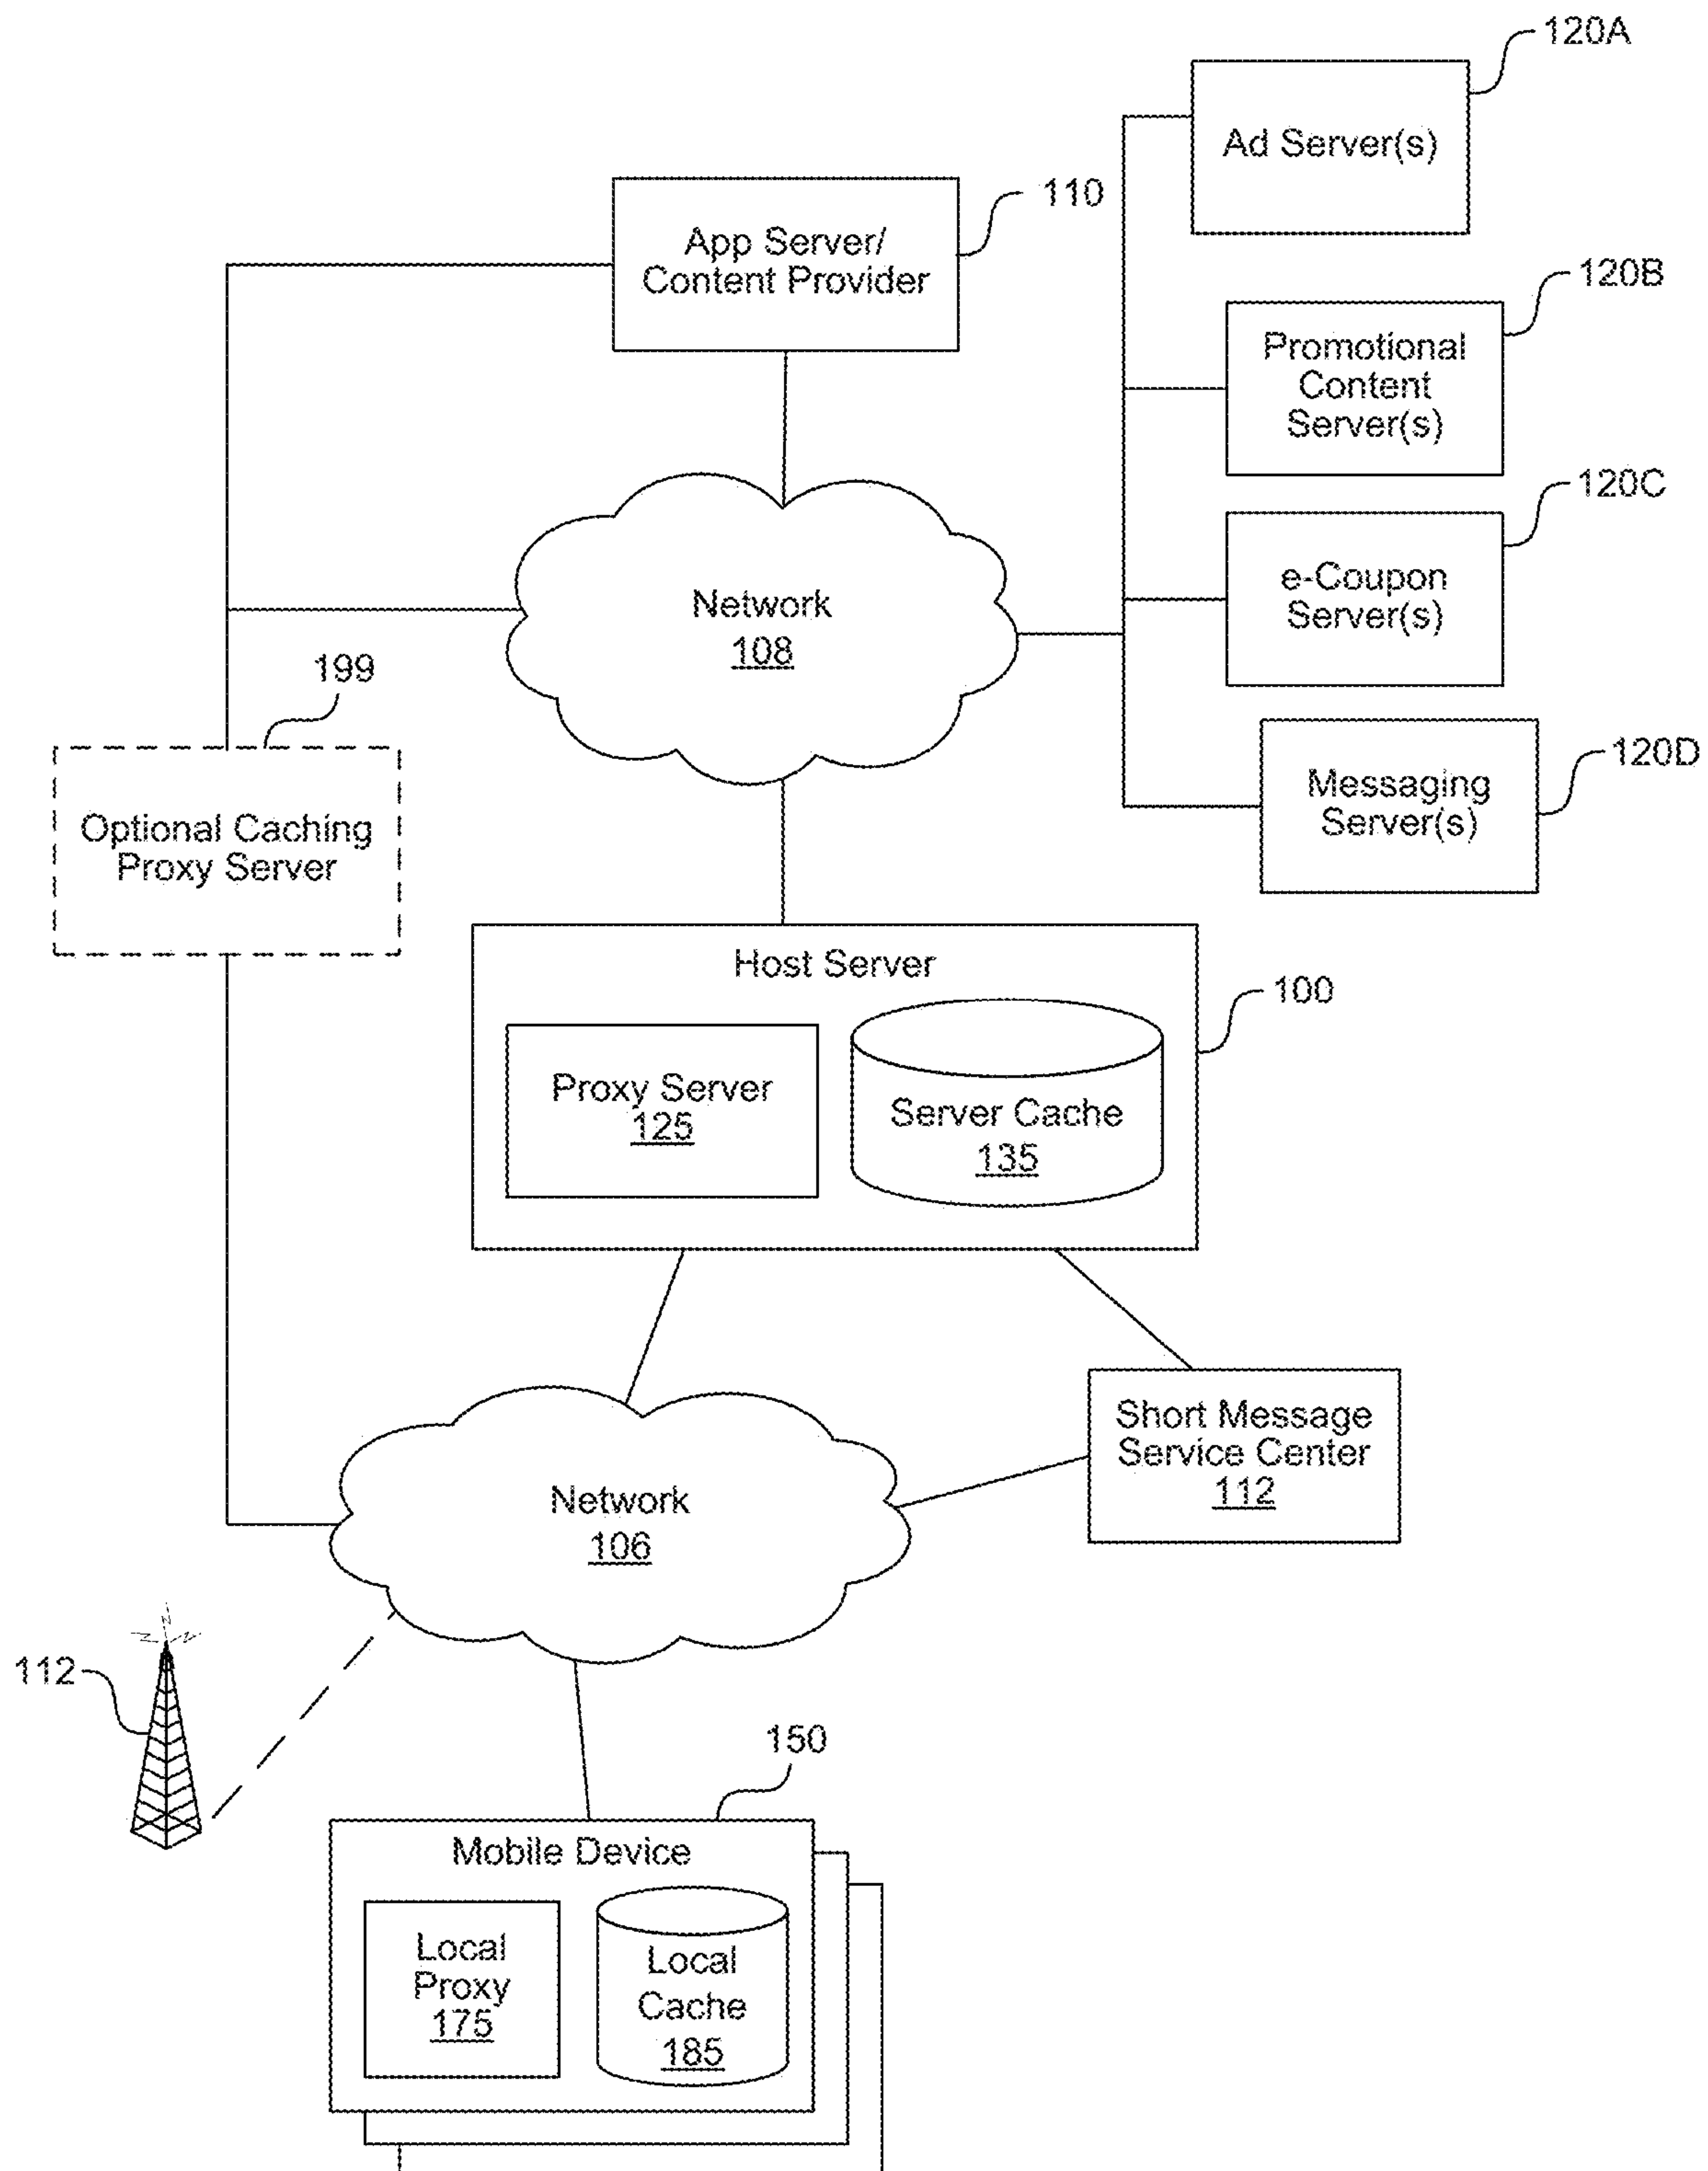 120A
Ad Server(s)
110
App Server/
Content Provider
120B
Promotional
Content
Server(s)
120C
e-Coupon
Server(s)
Network
108
199
120D
Messaging
Server(s)
Optional Caching
Proxy Server
Host Server
100
Proxy Server
125
Server Cache
135
Short Message
Service Center
112
Network
106
112
150
Mobile Device
Local
Proxy
175
Local
Cache
185